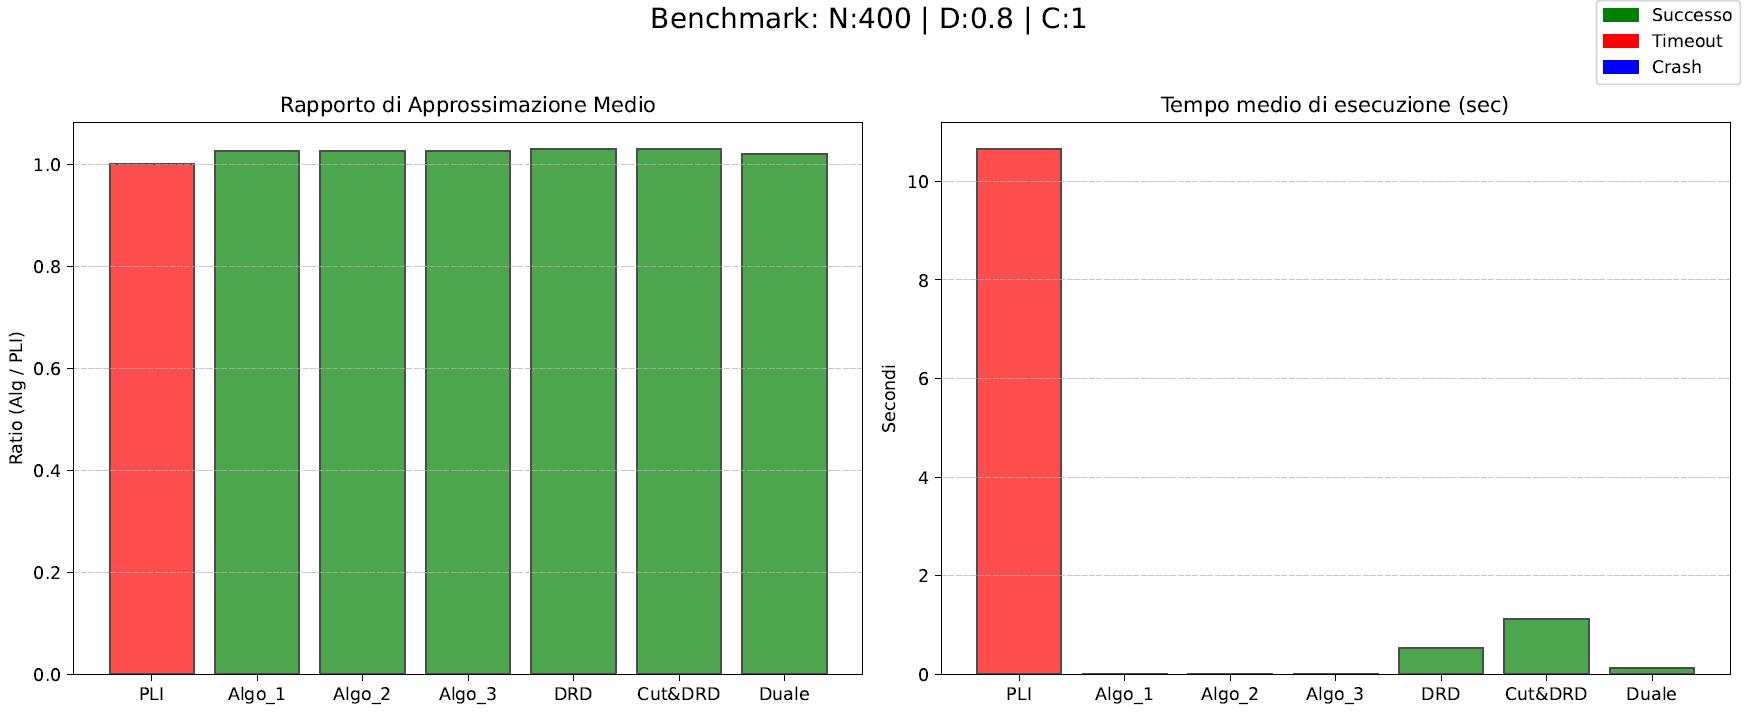 Benchmark: N:400 | D:0.8 | C:1
Successo
Timeout
Crash
Rapporto di Approssimazione Medio
Ratio (Alg / PLI)
1.0
0.8
0.6
0.4
0.2
0.0
PLI Algo_1 Algo_2 Algo_3 DRD Cut&DRD Duale
Tempo medio di esecuzione (sec)
Secondi
10
8
6
4
2
0
PLI Algo_1 Algo_2 Algo_3 DRD Cut&DRD Duale